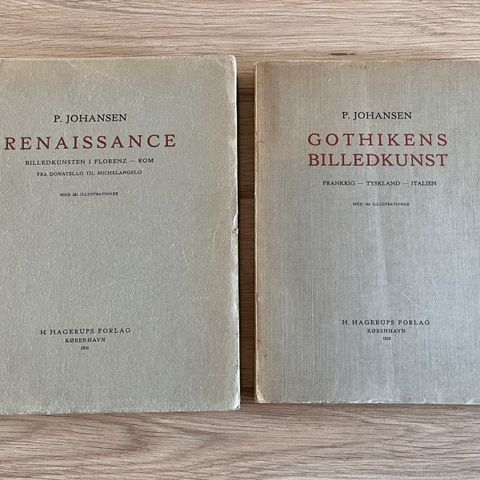 P. JOHANSEN
RENAISSANCE
BILLEDKUNSTEN I FLORENZ — ROM
FRA DONATELLO TIL MICHELANGELO
H. HAGERUPS FORLAG
KØBENHAVN
P. JOHANSEN
GOTHIKENS
BILLEDKUNST
FRANKRIG — TYSKLAND — ITALIEN
H. HAGERUPS FORLAG
KØBENHAVN